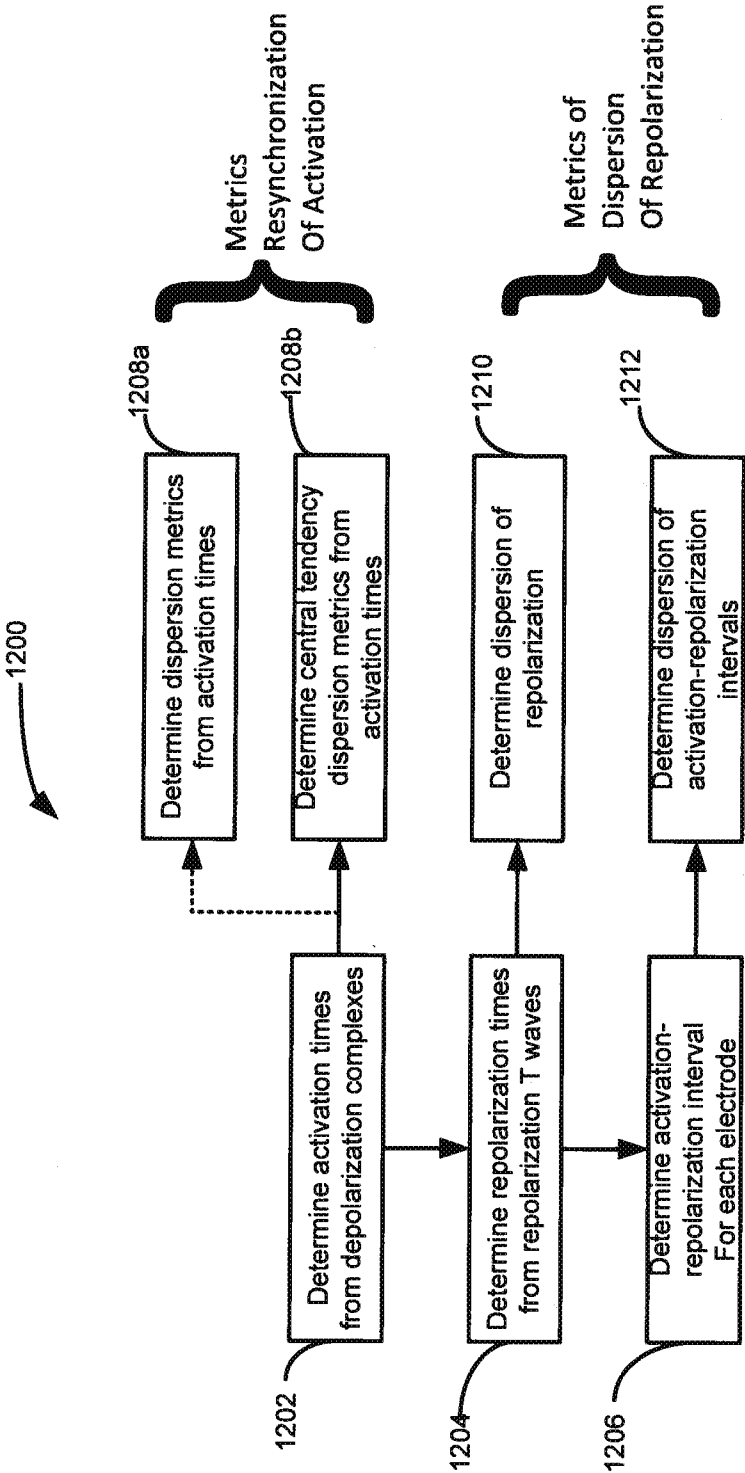 1200
1202
Determine activation times
from depolarization complexes
1208a
Determine dispersion metrics
from activation times
1208b
Determine central tendency
dispersion metrics from
activation times
Metrics
Resynchronization
Of Activation
1204
Determine repolarization times
from repolarization T waves
1210
Determine dispersion of
repolarization
1206
Determine activation-
repolarization interval
For each electrode
1212
Determine dispersion of
activation-repolarization
intervals
Metrics of
Dispersion
Of Repolarization